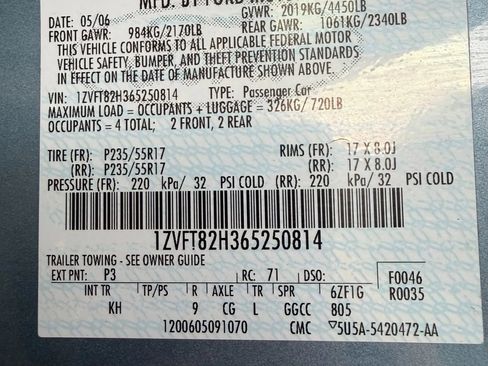 MFD. BY FORD
DATE: 05/06 GVWR: 2019KG/4450LB
FRONT GAWR: 984KG/2170LB REAR GAWR: 1061KG/2340LB
THIS VEHICLE CONFORMS TO ALL APPLICABLE FEDERAL MOTOR
VEHICLE SAFETY, BUMPER, AND THEFT PREVENTION STANDARDS
IN EFFECT ON THE DATE OF MANUFACTURE SHOWN ABOVE.
VIN: 1ZVFT82H365250814 TYPE: Passenger Car
MAXIMUM LOAD = OCCUPANTS + LUGGAGE = 326KG/720LB
OCCUPANTS = 4 TOTAL; 2 FRONT, 2 REAR
TIRE (F): P235/55R17 RIMS (F): 17 X 8.0J
(RR): P235/55R17 (RR): 17 X 8.0J
PRESSURE (FR): 220 kPa/ 32 PSI COLD (RR): 220 kPa/ 32 PSI COLD
1ZVFT82H365250814
TRAILER TOWING - SEE OWNER GUIDE
EXT PNT: P3 RC: 71 DSO: F0046
INT TR TP/PS R AXLE TR SPR 6ZF1G R0035
KH 9 CG L GGCC 805
1200605091070 CMC 5U5A-5420472-AA